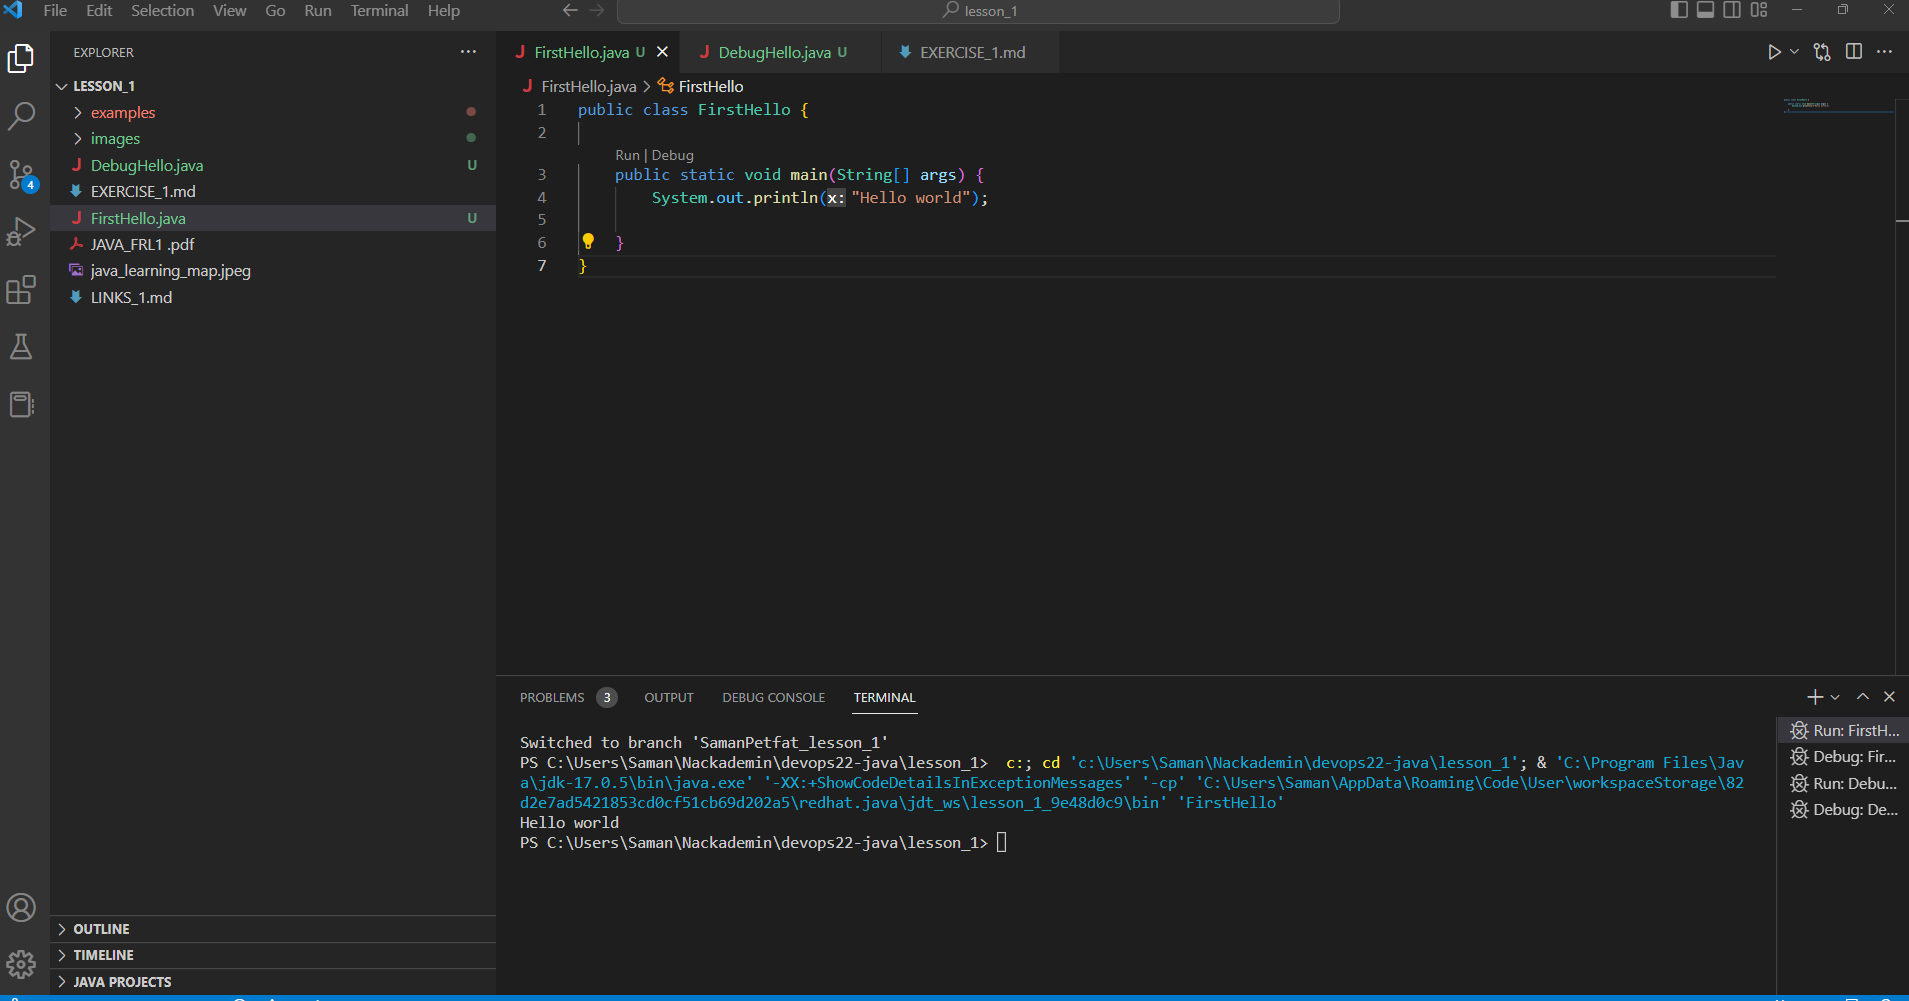 File Edit Selection View Go Run Terminal Help
lesson_1
EXPLORER
LESSON_1
examples
images
DebugHello.java U
EXERCISE_1.md
FirstHello.java U
JAVA_FRL1 .pdf
java_learning_map.jpeg
LINKS_1.md
OUTLINE
TIMELINE
JAVA PROJECTS
4
FirstHello.java U DebugHello.java U EXERCISE_1.md
FirstHello.java > FirstHello
1 public class FirstHello {
2
Run | Debug
3 public static void main(String[] args) {
4 System.out.println(x: "Hello world");
5
6 }
7 }
PROBLEMS 3 OUTPUT DEBUG CONSOLE TERMINAL
Switched to branch 'SamanPetfat_lesson_1'
PS C:\Users\Saman\Nackademin\devops22-java\lesson_1>  c:; cd 'c:\Users\Saman\Nackademin\devops22-java\lesson_1'; & 'C:\Program Files\Jav
a\jdk-17.0.5\bin\java.exe' '-XX:+ShowCodeDetailsInExceptionMessages' '-cp' 'C:\Users\Saman\AppData\Roaming\Code\User\workspaceStorage\82
d2e7ad5421853cd0cf51cb69d202a5\redhat.java\jdt_ws\lesson_1_9e48d0c9\bin' 'FirstHello'
Hello world
PS C:\Users\Saman\Nackademin\devops22-java\lesson_1>
Run: FirstH...
Debug: Fir...
Run: Debu...
Debug: De...